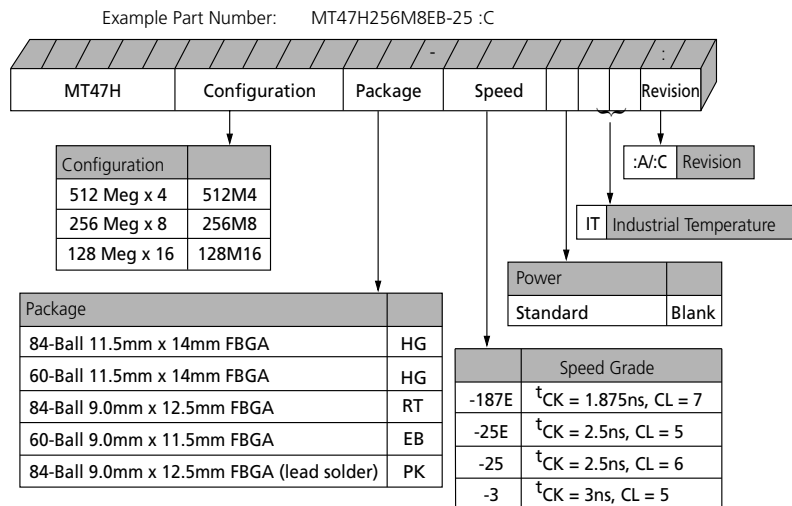 Example Part Number: MT47H256M8EB-25 :C
- :
MT47H Configuration Package Speed Revision
:A/:C Revision
Configuration
512 Meg x 4 512M4
256 Meg x 8 256M8
128 Meg x 16 128M16
IT Industrial Temperature
Power
Standard Blank
Package
84-Ball 11.5mm x 14mm FBGA HG
60-Ball 11.5mm x 14mm FBGA HG
84-Ball 9.0mm x 12.5mm FBGA RT
60-Ball 9.0mm x 11.5mm FBGA EB
84-Ball 9.0mm x 12.5mm FBGA (lead solder) PK
Speed Grade
-187E tCK = 1.875ns, CL = 7
-25E tCK = 2.5ns, CL = 5
-25 tCK = 2.5ns, CL = 6
-3 tCK = 3ns, CL = 5